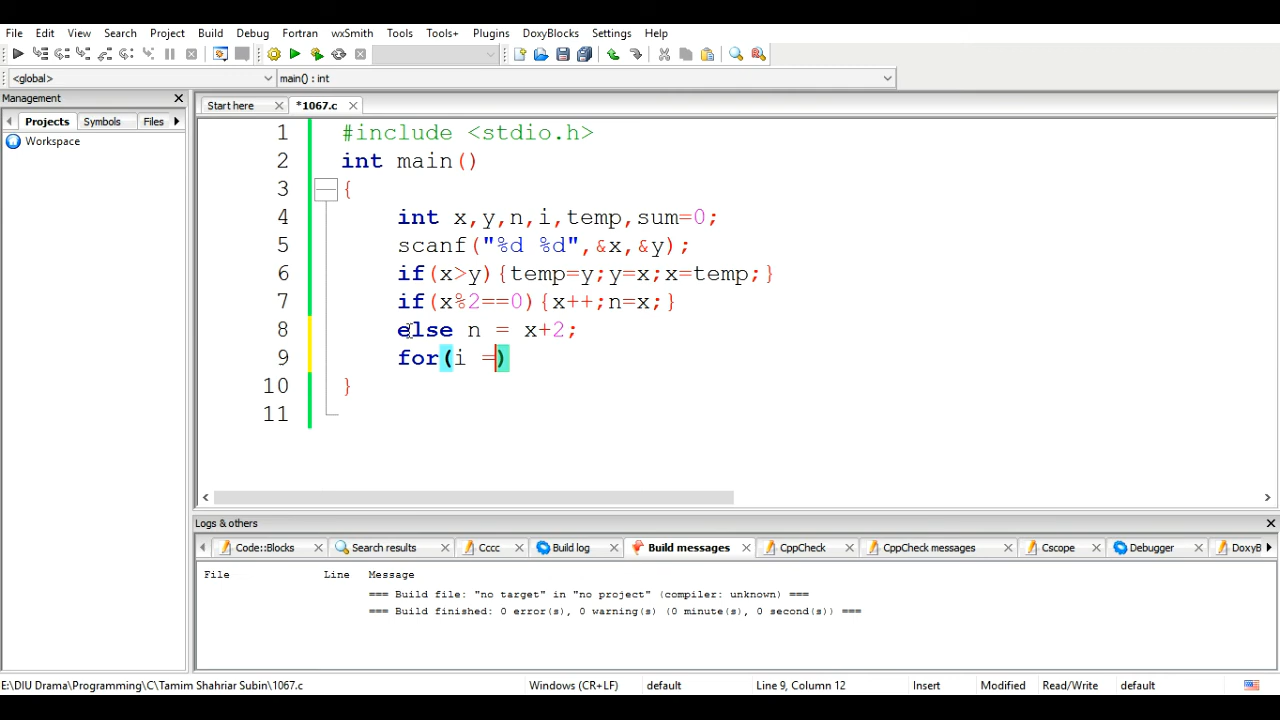 File Edit View Search Project Build Debug Fortran wxSmith Tools Tools+ Plugins DoxyBlocks Settings Help
<global> main() : int
Management
Projects Symbols Files
Workspace
Start here *1067.c
1 #include <stdio.h>
2 int main()
3 {
4 int x,y,n,i,temp,sum=0;
5 scanf("%d %d",&x,&y);
6 if(x>y){temp=y;y=x;x=temp;}
7 if(x%2==0){x++;n=x;}
8 else n = x+2;
9 for(i =)
10 }
11
Logs & others
Code::Blocks Search results Cccc Build log Build messages CppCheck CppCheck messages Cscope Debugger DoxyB
File Line Message
=== Build file: "no target" in "no project" (compiler: unknown) ===
=== Build finished: 0 error(s), 0 warning(s) (0 minute(s), 0 second(s)) ===
E:\DIU Drama\Programming\C\Tamim Shahriar Subin\1067.c Windows (CR+LF) default Line 9, Column 12 Insert Modified Read/Write default